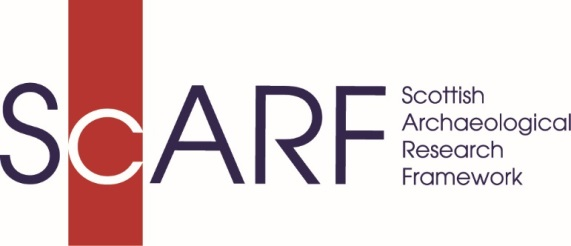 ScARF
Scottish
Archaeological
Research
Framework